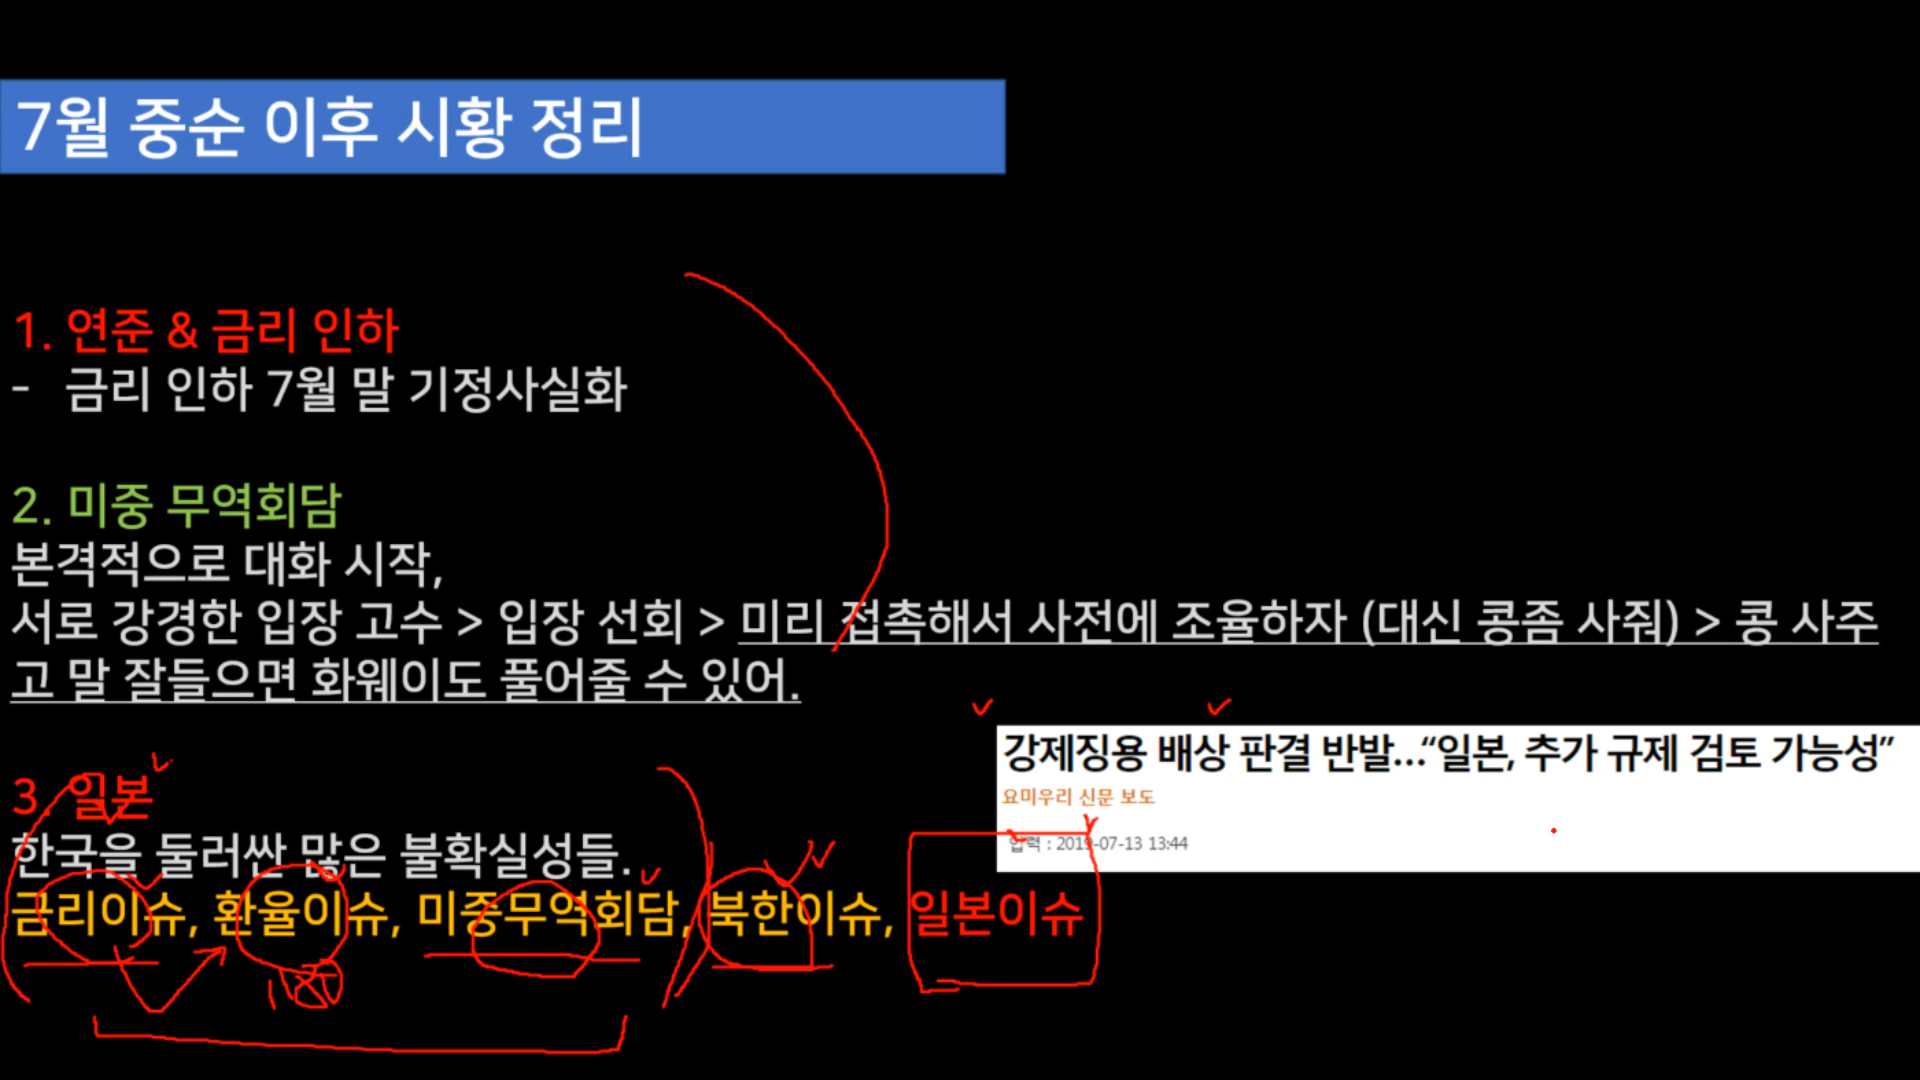 7월 중순 이후 시황 정리
1. 연준 & 금리 인하
- 금리 인하 7월 말 기정사실화
2. 미중 무역회담
본격적으로 대화 시작,
서로 강경한 입장 고수 > 입장 선회 > 미리 접촉해서 사전에 조율하자 (대신 콩좀 사줘) > 콩 사주
고 말 잘들으면 화웨이도 풀어줄 수 있어.
강제징용 배상 판결 반발...“일본, 추가 규제 검토 가능성”
요미우리 신문 보도
입력 : 2019-07-13 13:44
3. 일본
한국을 둘러싼 많은 불확실성들.
금리이슈, 환율이슈, 미중무역회담, 북한이슈, 일본이슈